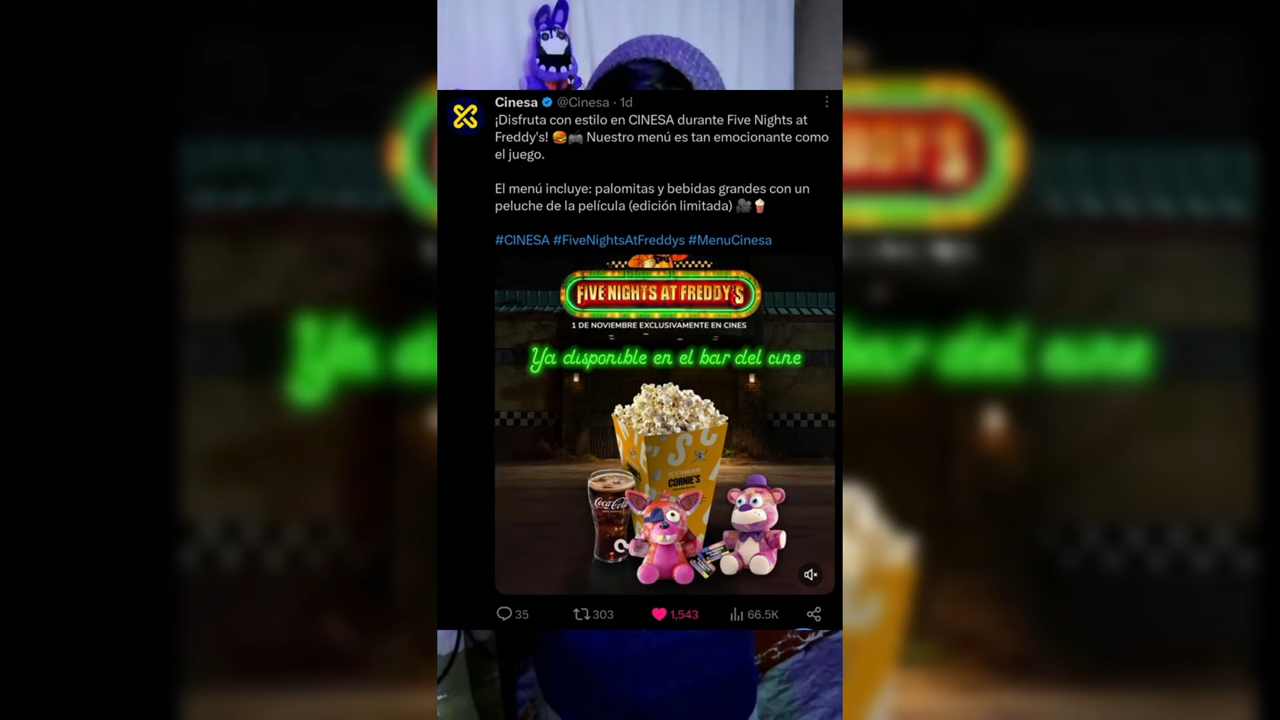 Cinesa @Cinesa · 1d
¡Disfruta con estilo en CINESA durante Five Nights at
Freddy's! 🍔🎮 Nuestro menú es tan emocionante como
el juego.
El menú incluye: palomitas y bebidas grandes con un
peluche de la película (edición limitada) 🎥🍿
#CINESA #FiveNightsAtFreddys #MenuCinesa
FIVE NIGHTS AT FREDDY'S
1 DE NOVIEMBRE EXCLUSIVAMENTE EN CINES
Ya disponible en el bar del cine
CORNIE'S
Coca-Cola
35 303 1,543 66.5K